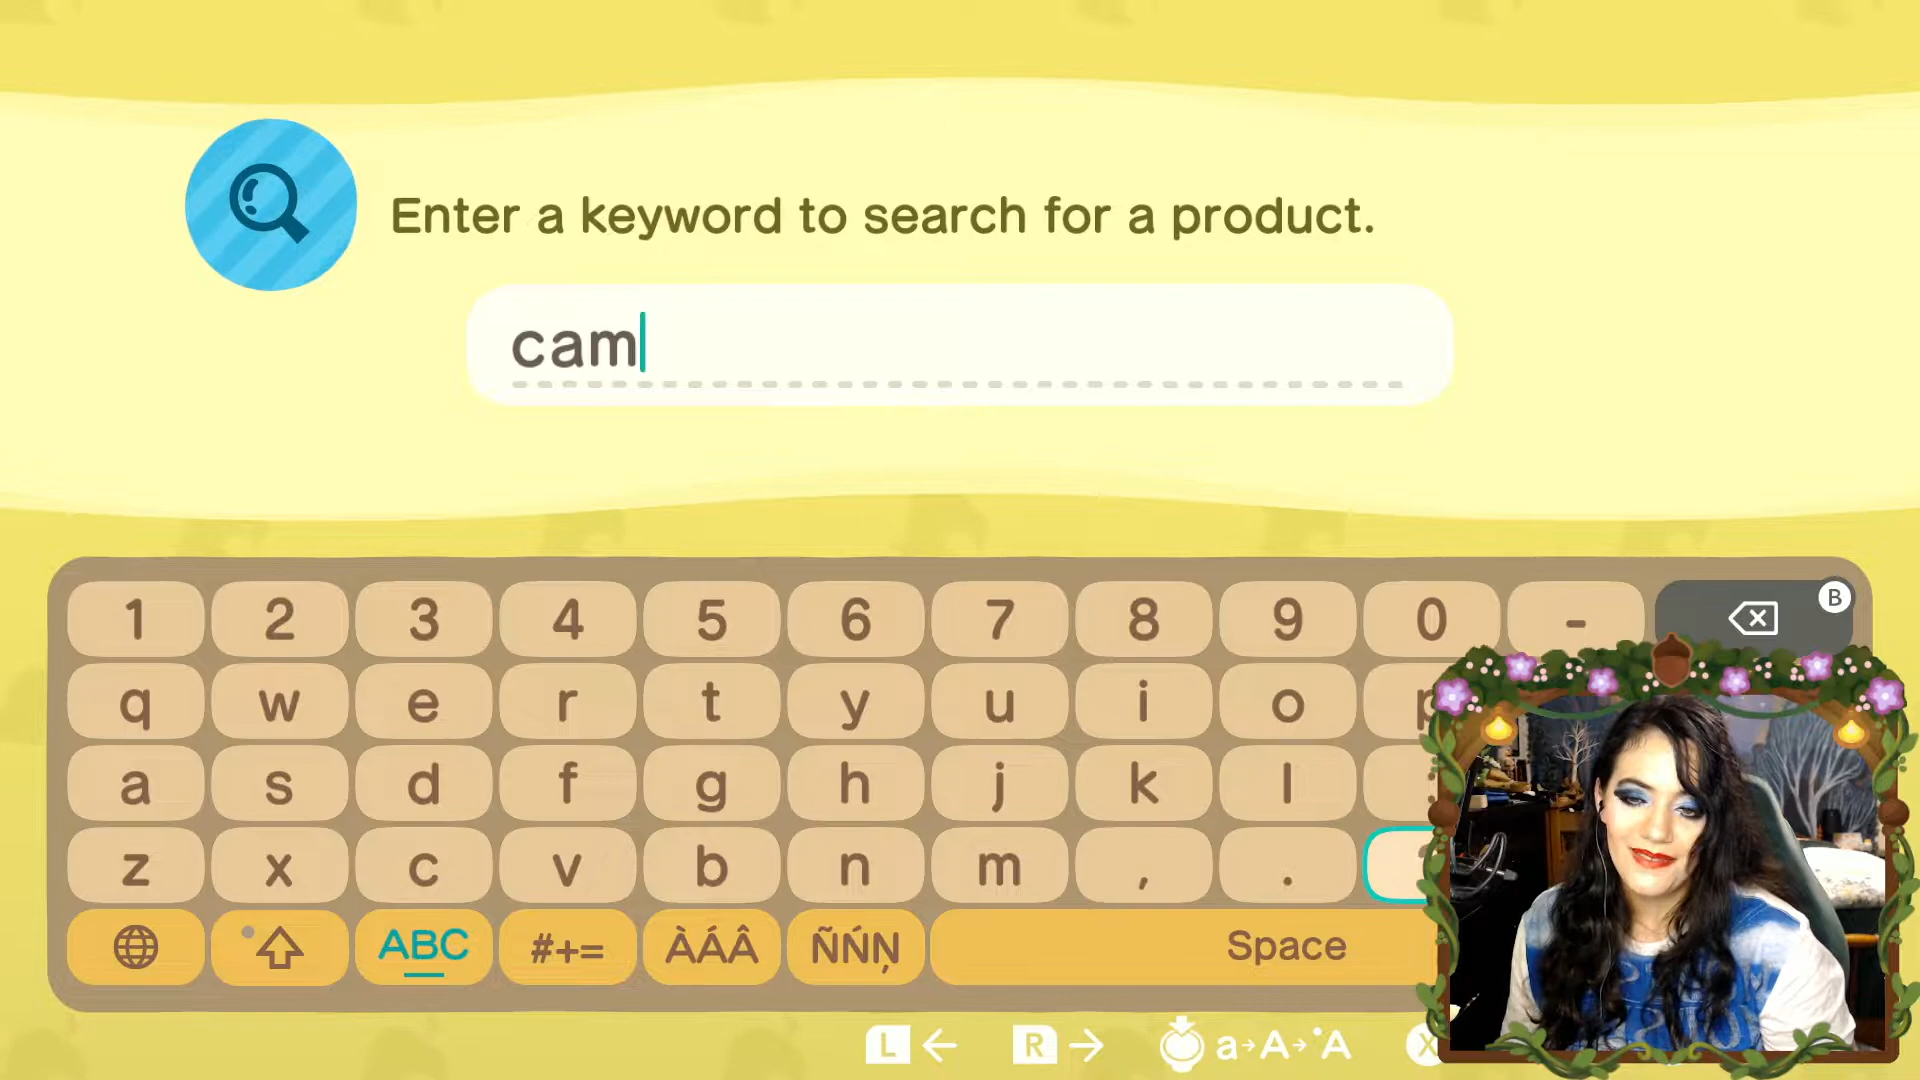 Enter a keyword to search for a product.
cam
1 2 3 4 5 6 7 8 9 0 - B
q w e r t y u i o p
a s d f g h j k l
z x c v b n m , .
ABC #+= ÀÁÂ ÑŃŅ Space
L ← R → a→A→•A X